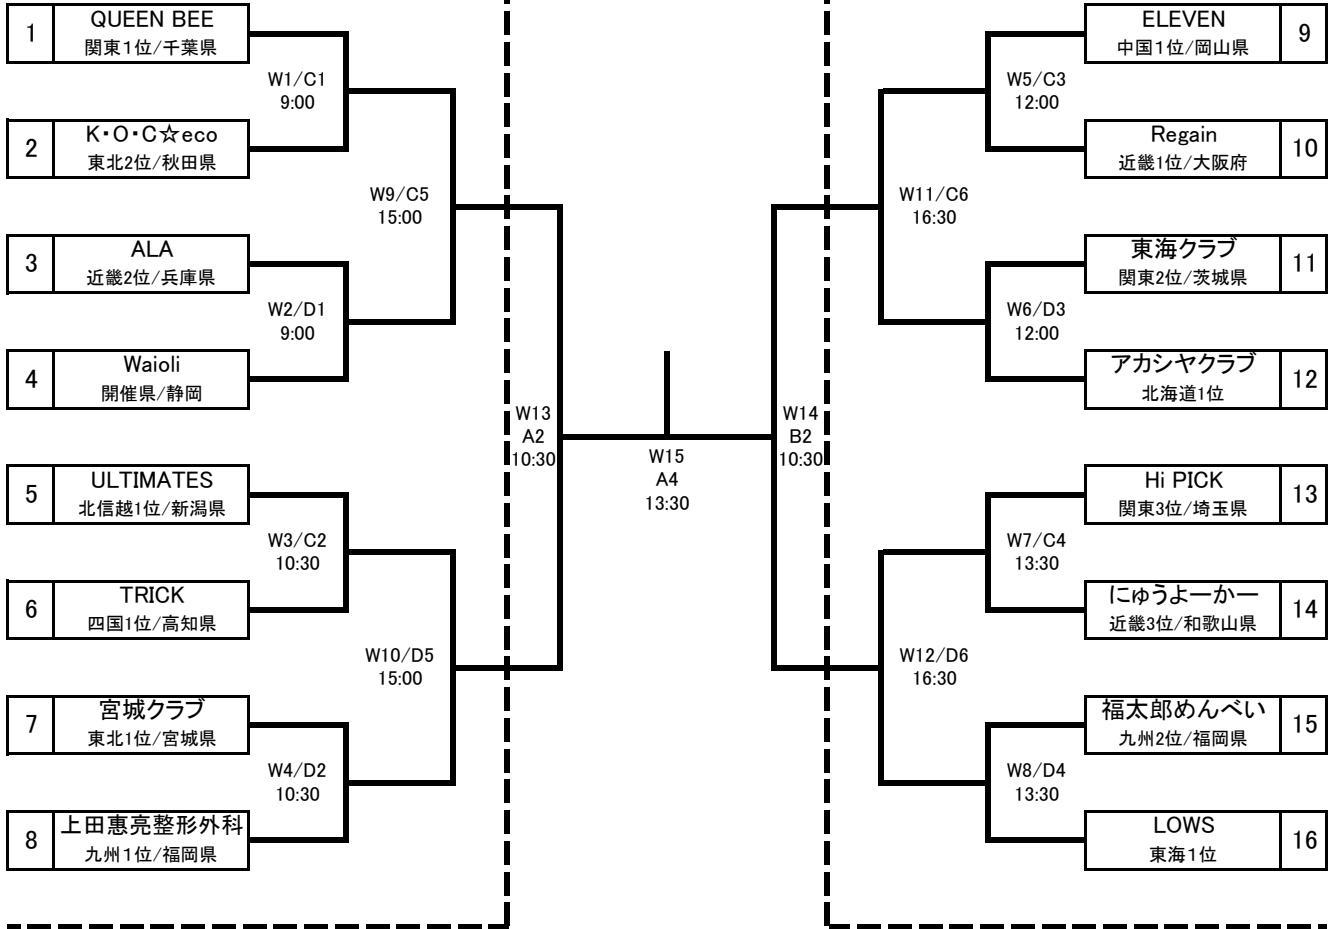 1
QUEEN BEE
関東1位/千葉県
W1/C1
9:00
2
K・O・C☆eco
東北2位/秋田県
W9/C5
15:00
3
ALA
近畿2位/兵庫県
W2/D1
9:00
4
Waioli
開催県/静岡
W13
A2
10:30
5
ULTIMATES
北信越1位/新潟県
W3/C2
10:30
6
TRICK
四国1位/高知県
W10/D5
15:00
7
宮城クラブ
東北1位/宮城県
W4/D2
10:30
8
上田惠亮整形外科
九州1位/福岡県
W15
A4
13:30
ELEVEN
中国1位/岡山県
9
W5/C3
12:00
Regain
近畿1位/大阪府
10
W11/C6
16:30
東海クラブ
関東2位/茨城県
11
W6/D3
12:00
アカシヤクラブ
北海道1位
12
W14
B2
10:30
Hi PICK
関東3位/埼玉県
13
W7/C4
13:30
にゅうよーかー
近畿3位/和歌山県
14
W12/D6
16:30
福太郎めんべい
九州2位/福岡県
15
W8/D4
13:30
LOWS
東海1位
16